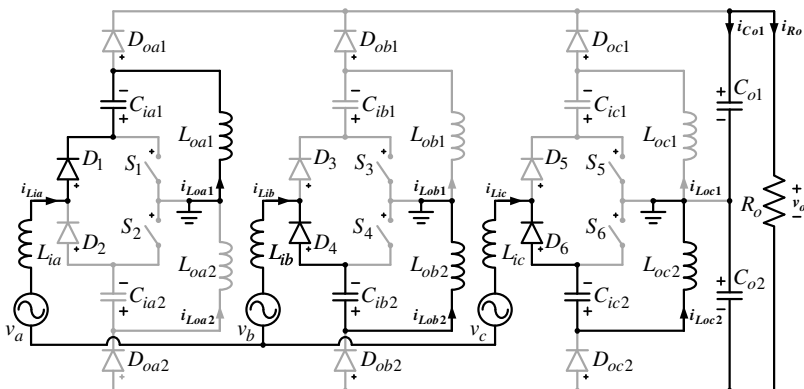 D_oa1 D_ob1 D_oc1 i_Co1 i_Ro
C_ia1 C_ib1 C_ic1 C_o1
L_oa1 L_ob1 L_oc1
D_1 S_1 D_3 S_3 D_5 S_5
i_Lia i_Loa1 i_Lib i_Lob1 i_Lic i_Loc1
R_o v_o
L_ia D_2 S_2 L_ib D_4 S_4 L_ic D_6 S_6
L_oa2 L_ob2 L_oc2 C_o2
C_ia2 C_ib2 C_ic2
v_a i_Loa2 v_b i_Lob2 v_c i_Loc2
D_oa2 D_ob2 D_oc2